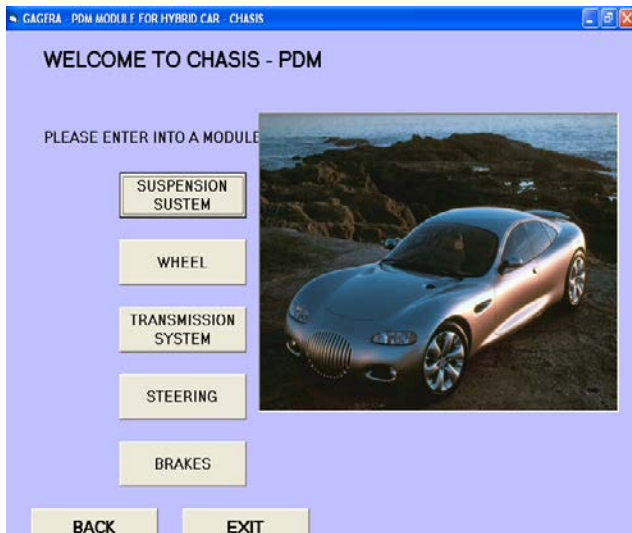 GAGERA - PDM MODULE FOR HYBRID CAR - CHASIS
WELCOME TO CHASIS - PDM
PLEASE ENTER INTO A MODULE
SUSPENSION
SUSTEM
WHEEL
TRANSMISSION
SYSTEM
STEERING
BRAKES
BACK
EXIT